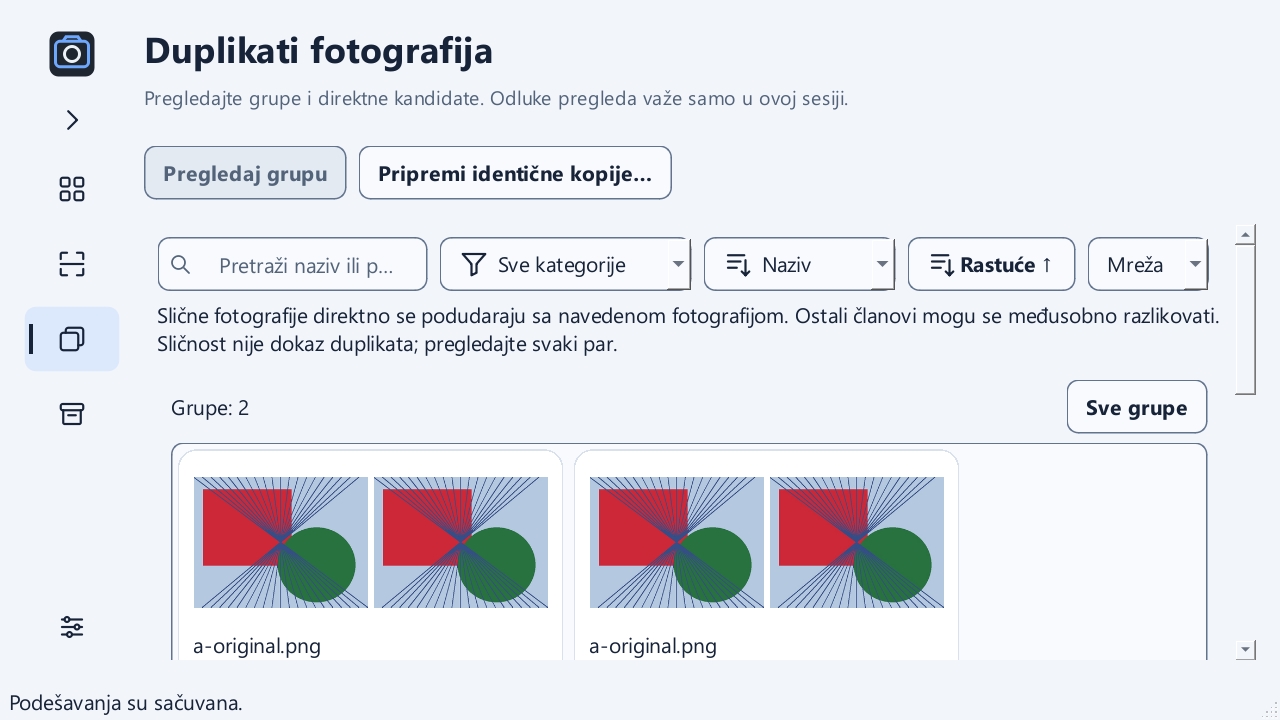 Duplikati fotografija
Pregledajte grupe i direktne kandidate. Odluke pregleda važe samo u ovoj sesiji.
Pregledaj grupu
Pripremi identične kopije...
Pretraži naziv ili p...
Sve kategorije
Naziv
Rastuće ↑
Mreža
Slične fotografije direktno se podudaraju sa navedenom fotografijom. Ostali članovi mogu se međusobno razlikovati.
Sličnost nije dokaz duplikata; pregledajte svaki par.
Grupe: 2
Sve grupe
a-original.png
a-original.png
Podešavanja su sačuvana.